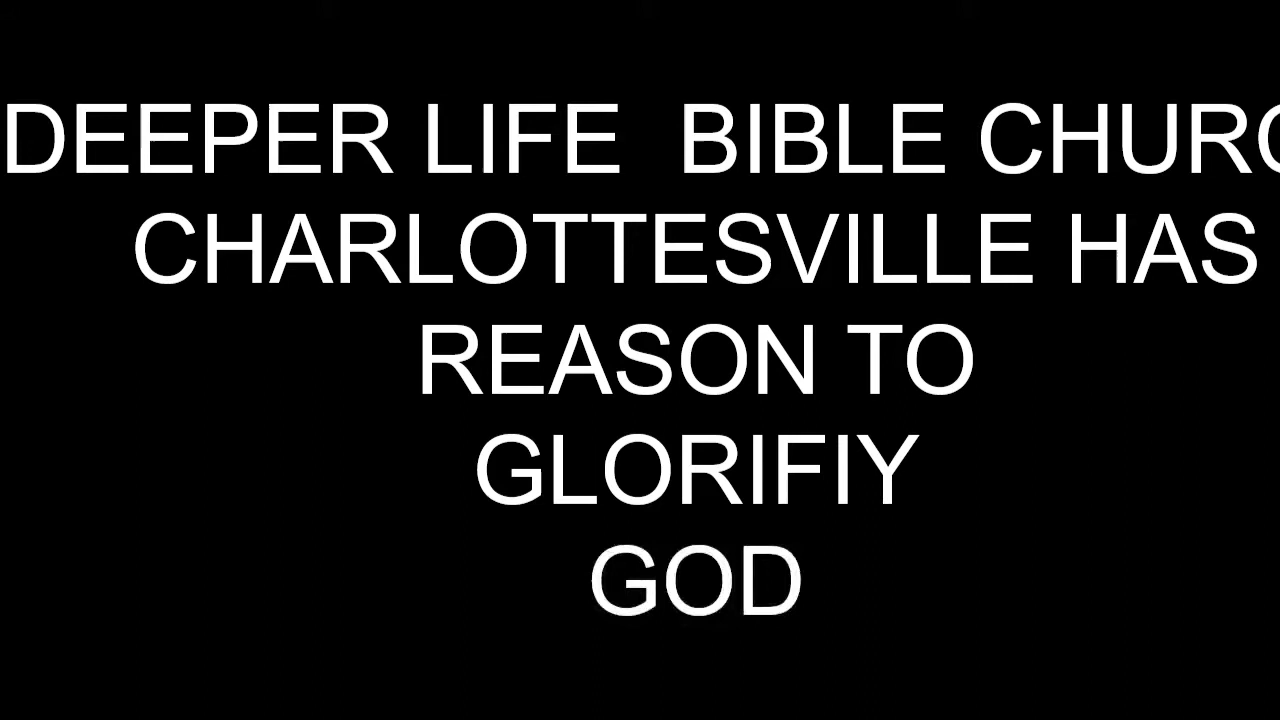 DEEPER LIFE  BIBLE CHURC
CHARLOTTESVILLE HAS
REASON TO
GLORIFIY
GOD